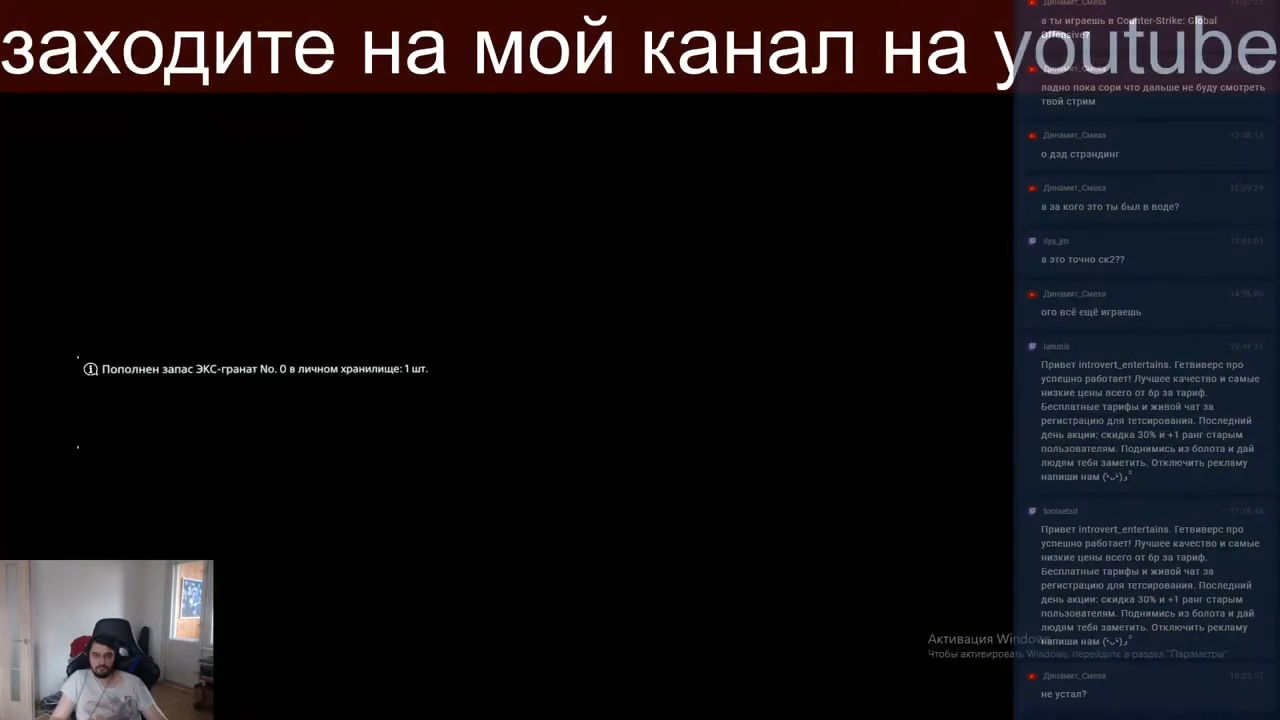 заходите на мой канал на youtube
Динамит_Смеха
а ты играешь в Counter-Strike: Global
Offensive?
Динамит_Смеха
ладно пока сори что дальше не буду смотреть
твой стрим
Динамит_Смеха
о дэд стрэндинг
Динамит_Смеха
а за кого это ты был в воде?
ilya_jm
а это точно ск2??
Динамит_Смеха
ого всё ещё играешь
Пополнен запас ЭКС-гранат No. 0 в личном хранилище: 1 шт.
Привет introvert_entertains. Гетвиверс про
успешно работает! Лучшее качество и самые
низкие цены всего от 6р за тариф.
Бесплатные тарифы и живой чат за
регистрацию для тетсирования. Последний
день акции: скидка 30% и +1 ранг старым
пользователям. Поднимись из болота и дай
людям тебя заметить. Отключить рекламу
напиши нам
toolsetsd
Привет introvert_entertains. Гетвиверс про
успешно работает! Лучшее качество и самые
низкие цены всего от 6р за тариф.
Бесплатные тарифы и живой чат за
регистрацию для тетсирования. Последний
день акции: скидка 30% и +1 ранг старым
пользователям. Поднимись из болота и дай
людям тебя заметить. Отключить рекламу
напиши нам
Активация Windows
Чтобы активировать Windows, перейдите в раздел "Параметры".
Динамит_Смеха
не устал?